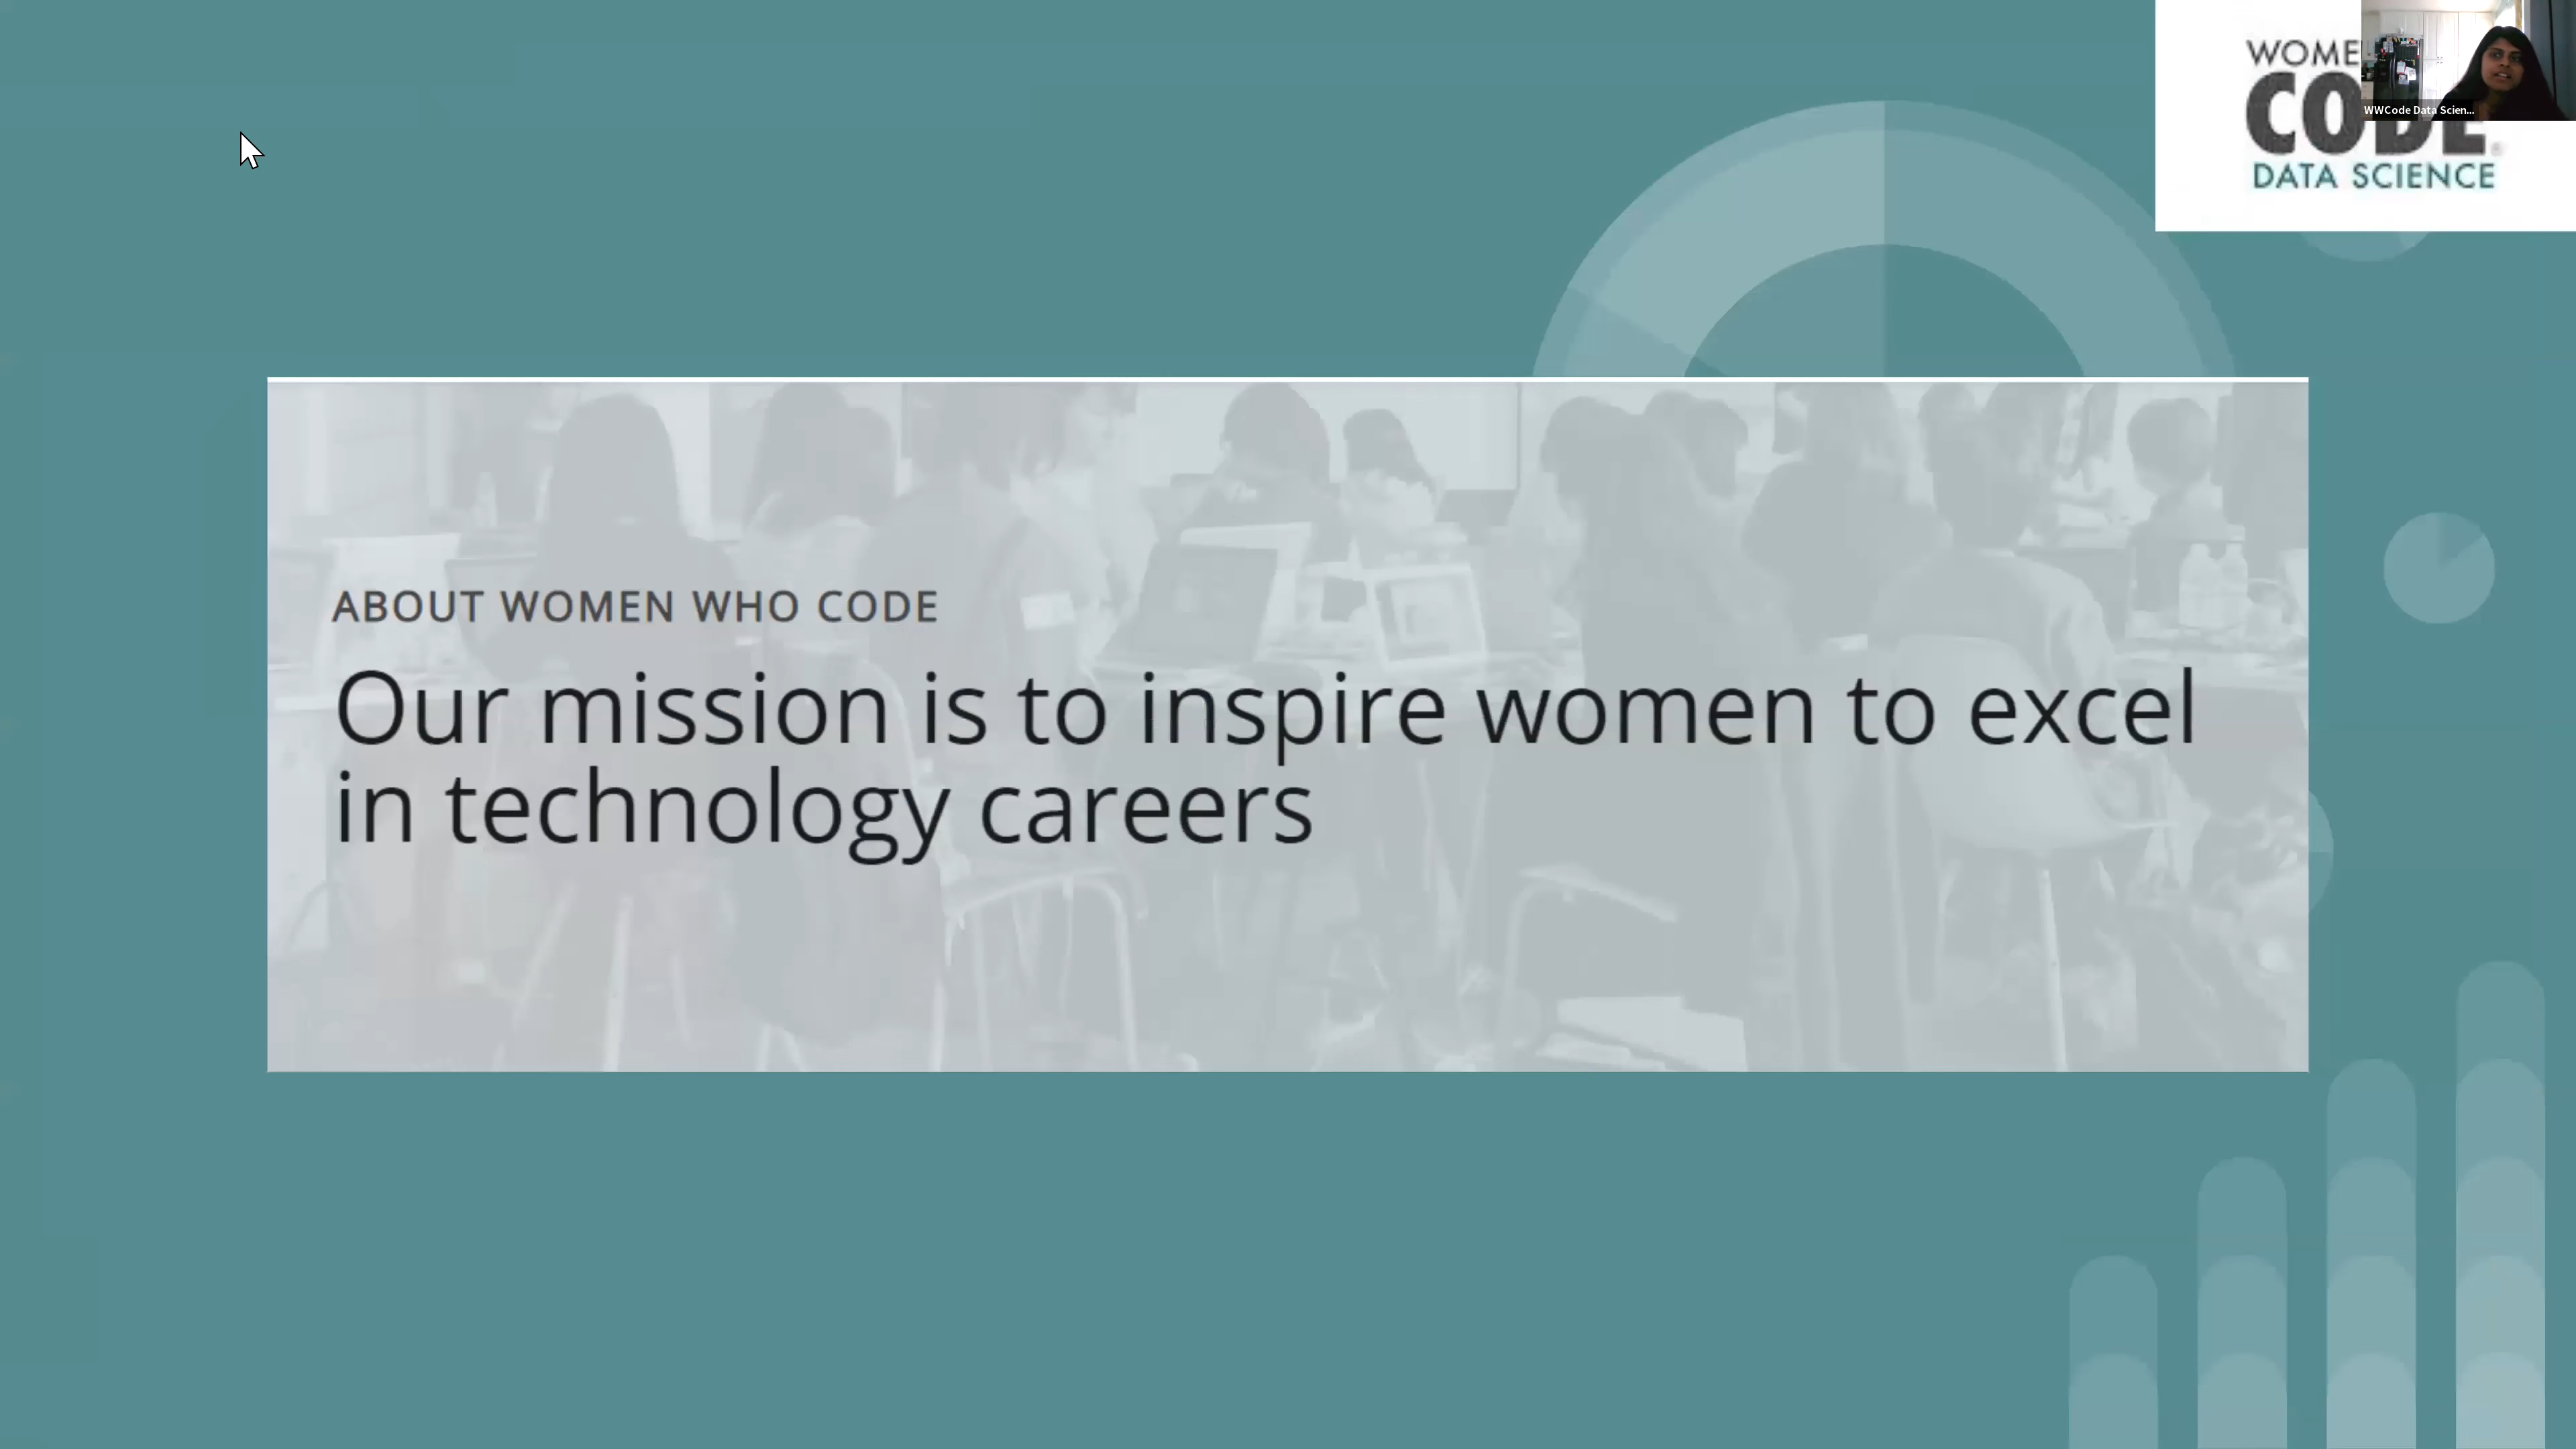 WOME
CODE
DATA SCIENCE
WWCode Data Scien...
ABOUT WOMEN WHO CODE
Our mission is to inspire women to excel
in technology careers